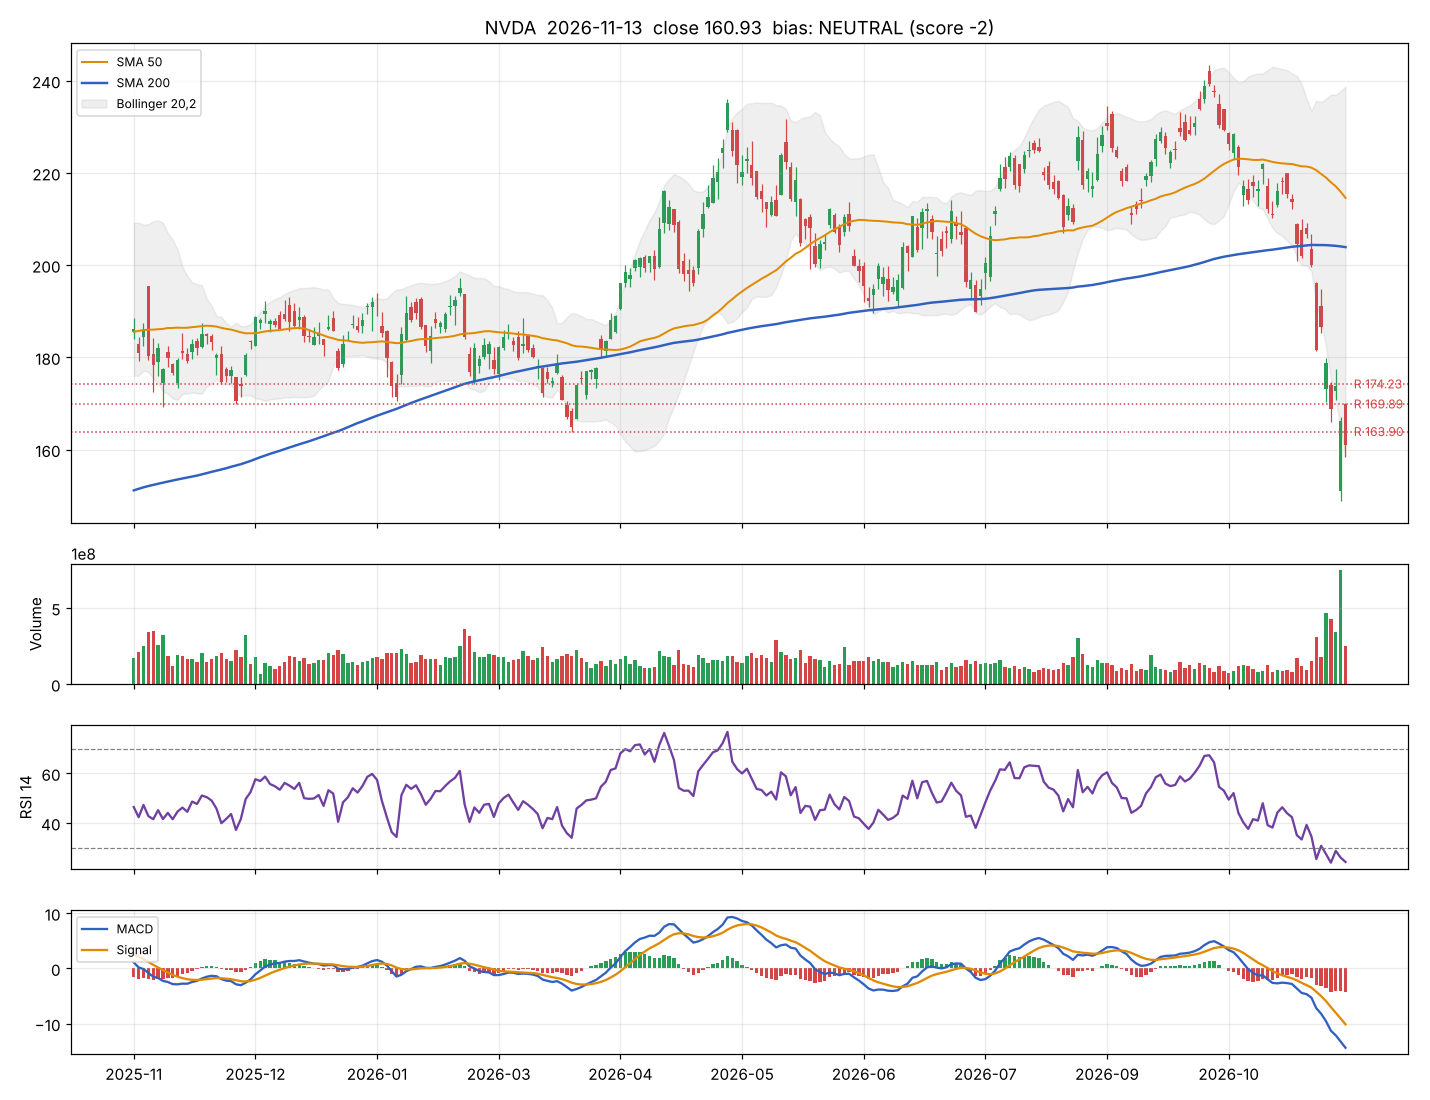 NVDA  2026-11-13  close 160.93  bias: NEUTRAL (score -2)
SMA 50
SMA 200
Bollinger 20,2
240
220
200
180
160
R 174.23
R 169.89
R 163.90
1e8
Volume
5
0
RSI 14
60
40
MACD
Signal
10
0
−10
2025-11
2025-12
2026-01
2026-03
2026-04
2026-05
2026-06
2026-07
2026-09
2026-10